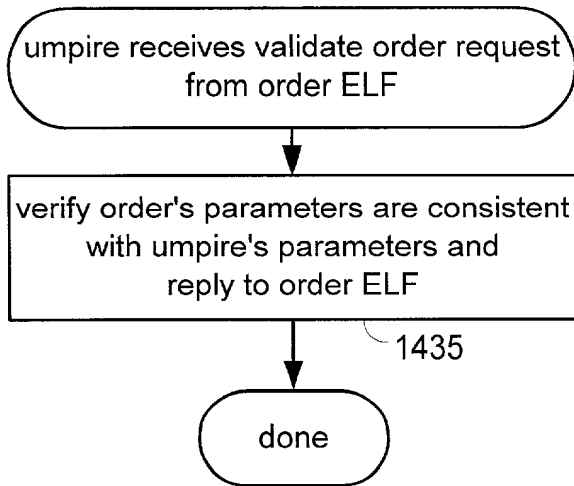 umpire receives validate order request
from order ELF
verify order's parameters are consistent
with umpire's parameters and
reply to order ELF
1435
done